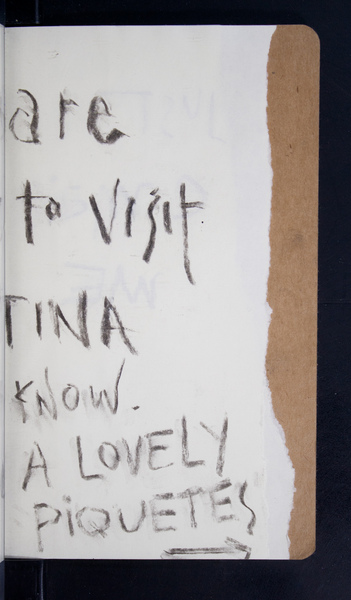 are
to visit
TINA
KNOW.
A LOVELY
PiQUETES